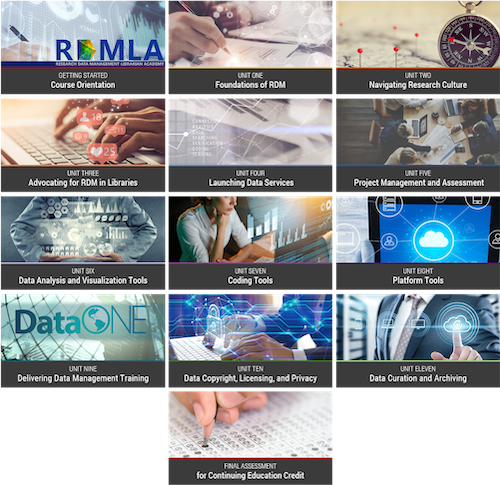 RDMLA
RESEARCH DATA MANAGEMENT LIBRARIAN ACADEMY
GETTING STARTED
Course Orientation
UNIT ONE
Foundations of RDM
UNIT TWO
Navigating Research Culture
25
UNIT THREE
Advocating for RDM in Libraries
UNIT FOUR
Launching Data Services
UNIT FIVE
Project Management and Assessment
UNIT SIX
Data Analysis and Visualization Tools
UNIT SEVEN
Coding Tools
UNIT EIGHT
Platform Tools
DataONE
UNIT NINE
Delivering Data Management Training
UNIT TEN
Data Copyright, Licensing, and Privacy
UNIT ELEVEN
Data Curation and Archiving
FINAL ASSESSMENT
for Continuing Education Credit